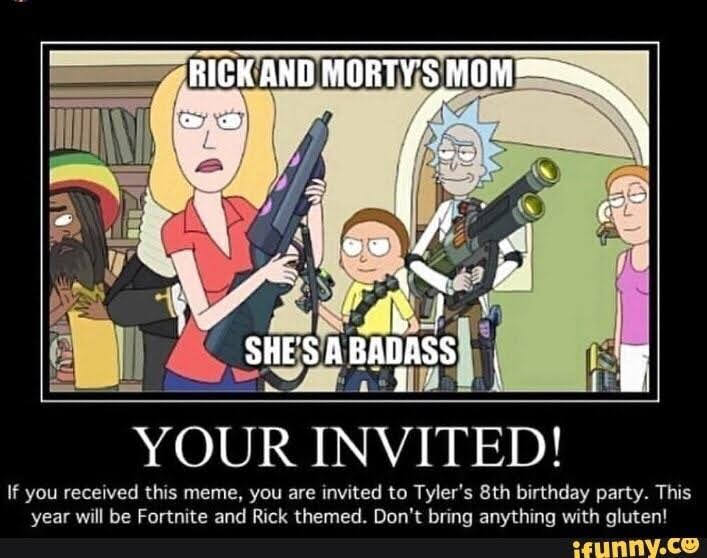 RICK AND MORTY'S MOM
SHE'S A BADASS
YOUR INVITED!
If you received this meme, you are invited to Tyler's 8th birthday party. This
year will be Fortnite and Rick themed. Don't bring anything with gluten!
ifunny.co